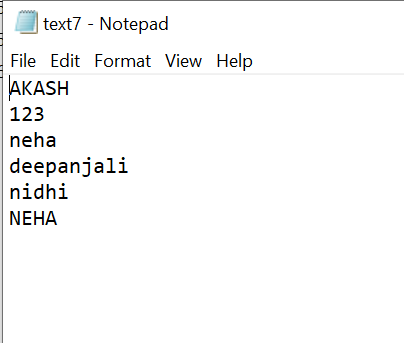 text7 - Notepad
File Edit Format View Help
AKASH
123
neha
deepanjali
nidhi
NEHA